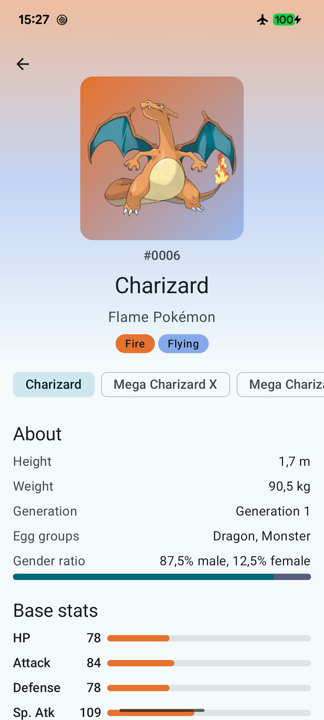 15:27
100
#0006
Charizard
Flame Pokémon
Fire Flying
Charizard Mega Charizard X Mega Chariz
About
Height 1,7 m
Weight 90,5 kg
Generation Generation 1
Egg groups Dragon, Monster
Gender ratio 87,5% male, 12,5% female
Base stats
HP 78
Attack 84
Defense 78
Sp. Atk 109